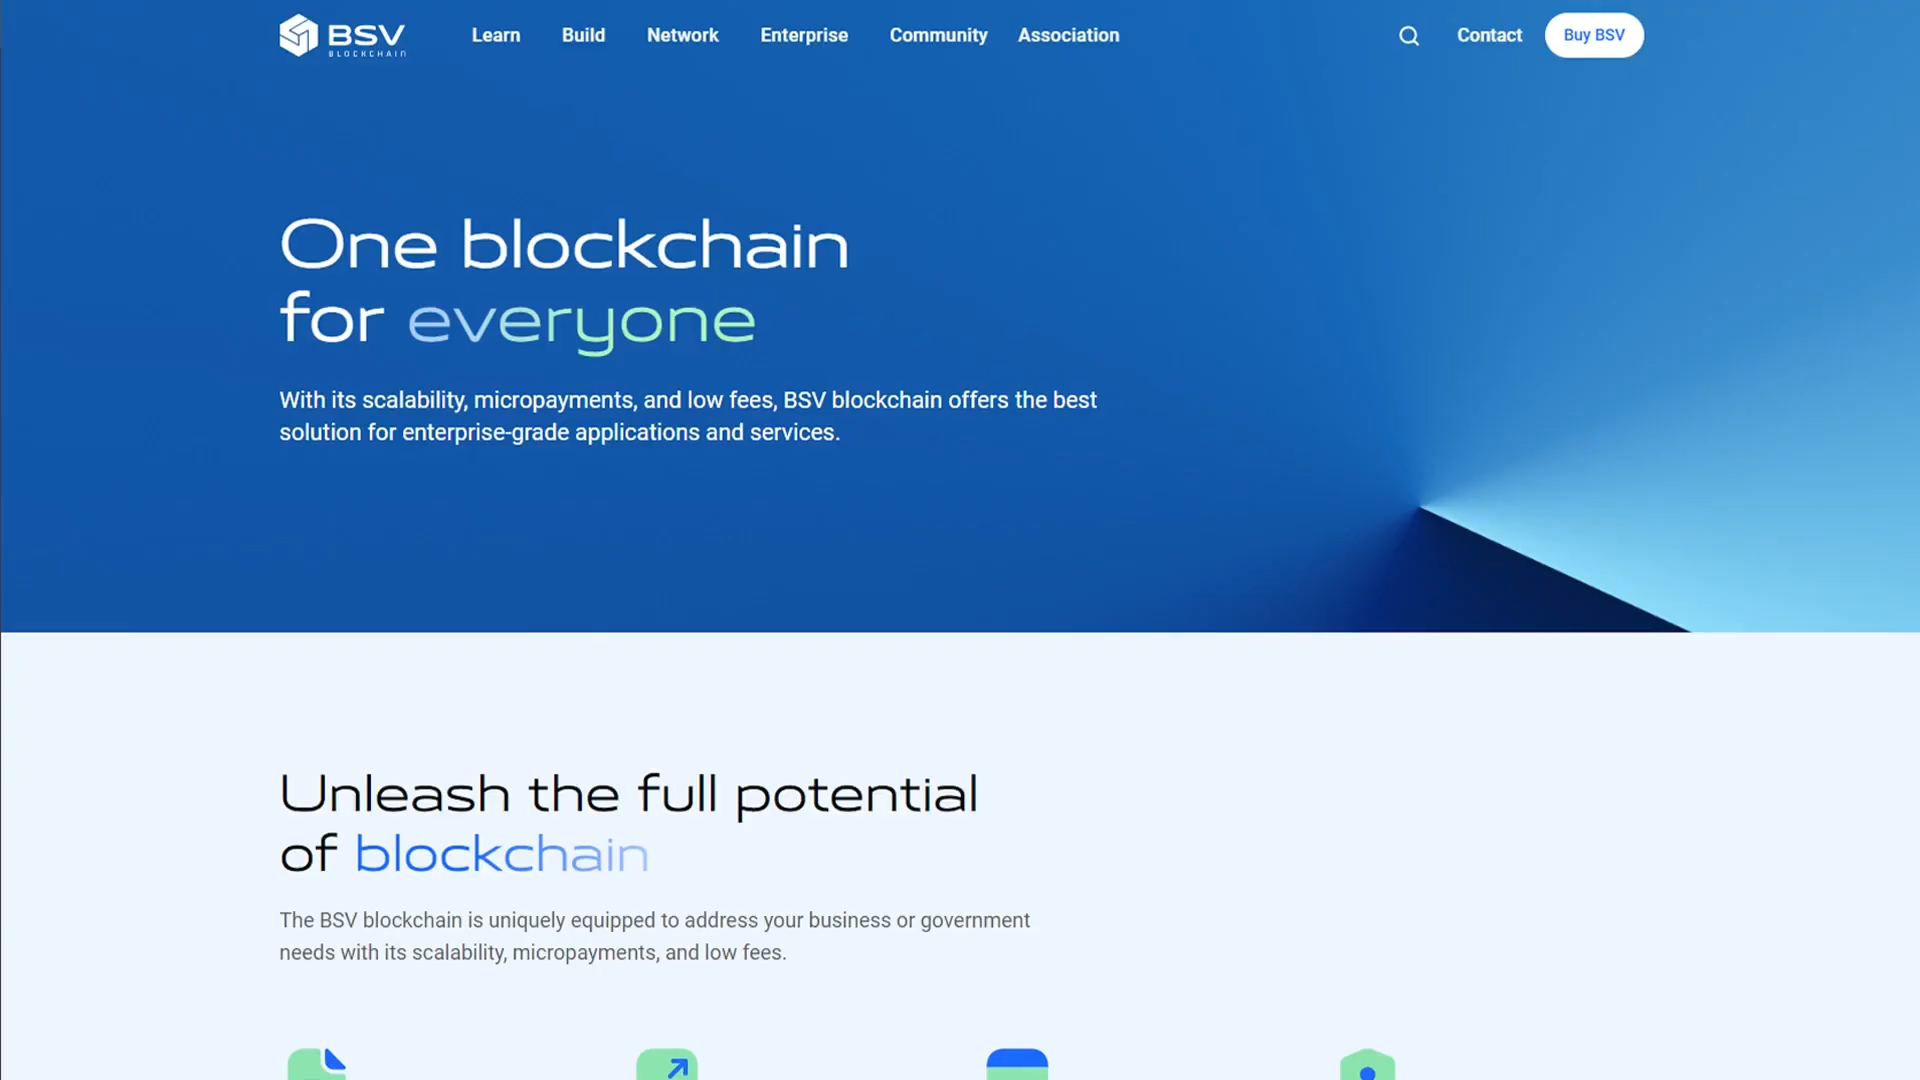 BSV
BLOCKCHAIN
Learn
Build
Network
Enterprise
Community
Association
Contact
Buy BSV
One blockchain
for everyone
With its scalability, micropayments, and low fees, BSV blockchain offers the best
solution for enterprise-grade applications and services.
Unleash the full potential
of blockchain
The BSV blockchain is uniquely equipped to address your business or government
needs with its scalability, micropayments, and low fees.